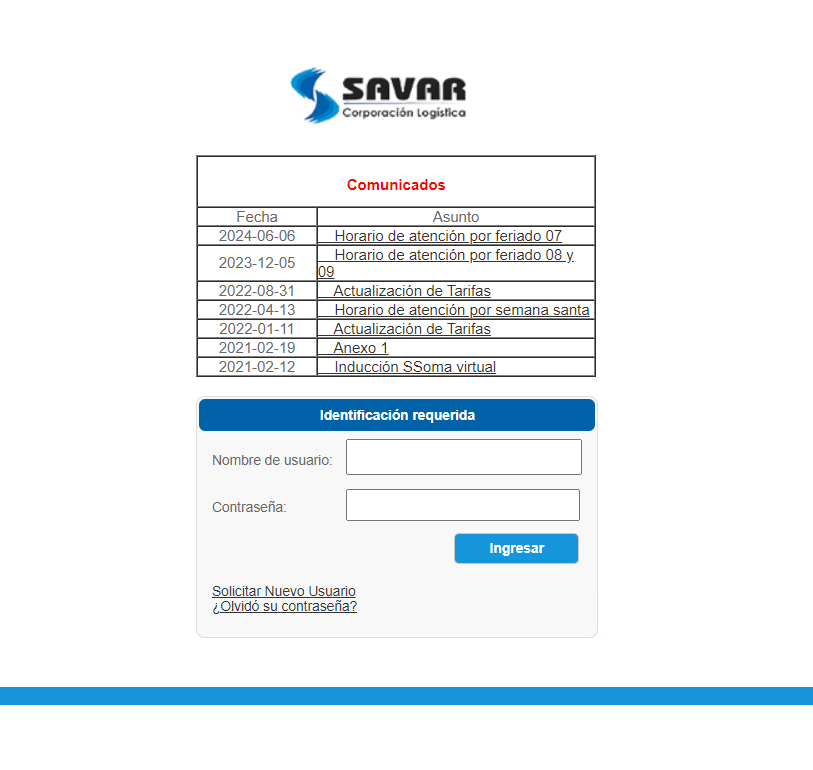 SAVAR
Corporación Logística
Comunicados
Fecha Asunto
2024-06-06 Horario de atención por feriado 07
2023-12-05 Horario de atención por feriado 08 y
09
2022-08-31 Actualización de Tarifas
2022-04-13 Horario de atención por semana santa
2022-01-11 Actualización de Tarifas
2021-02-19 Anexo 1
2021-02-12 Inducción SSoma virtual
Identificación requerida
Nombre de usuario:
Contraseña:
Ingresar
Solicitar Nuevo Usuario
¿Olvidó su contraseña?